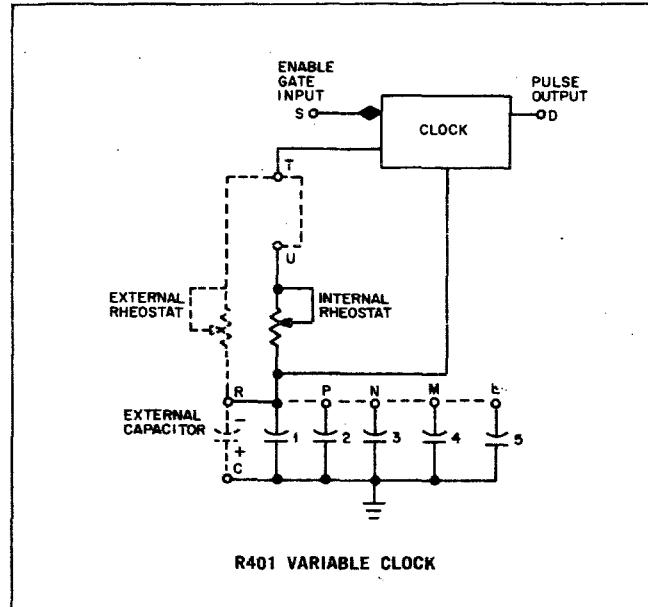 ENABLE
GATE
INPUT
S
PULSE
OUTPUT
D
CLOCK
T
U
EXTERNAL
RHEOSTAT
INTERNAL
RHEOSTAT
R
P
N
M
L
EXTERNAL
CAPACITOR
-
+
C
1
2
3
4
5
R401 VARIABLE CLOCK